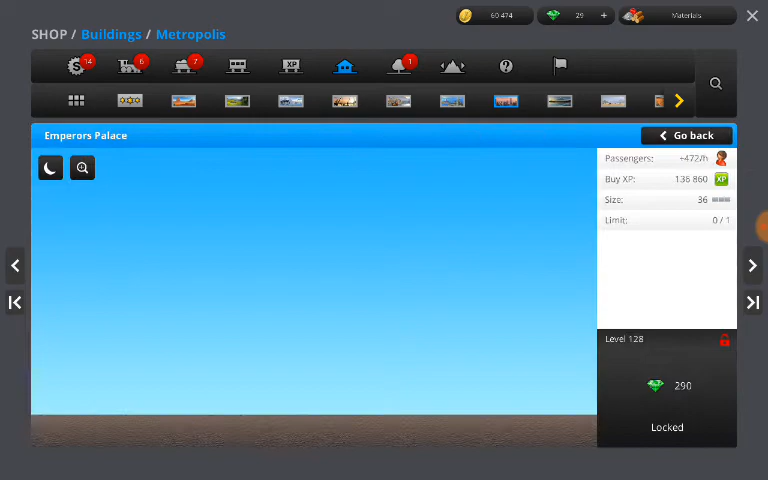 60 474
29 +
Materials
SHOP / Buildings / Metropolis
14
6
7
XP
1
Emperors Palace
Go back
Passengers: +472/h
Buy XP: 136 860 XP
Size: 36
Limit: 0 / 1
Level 128
290
Locked